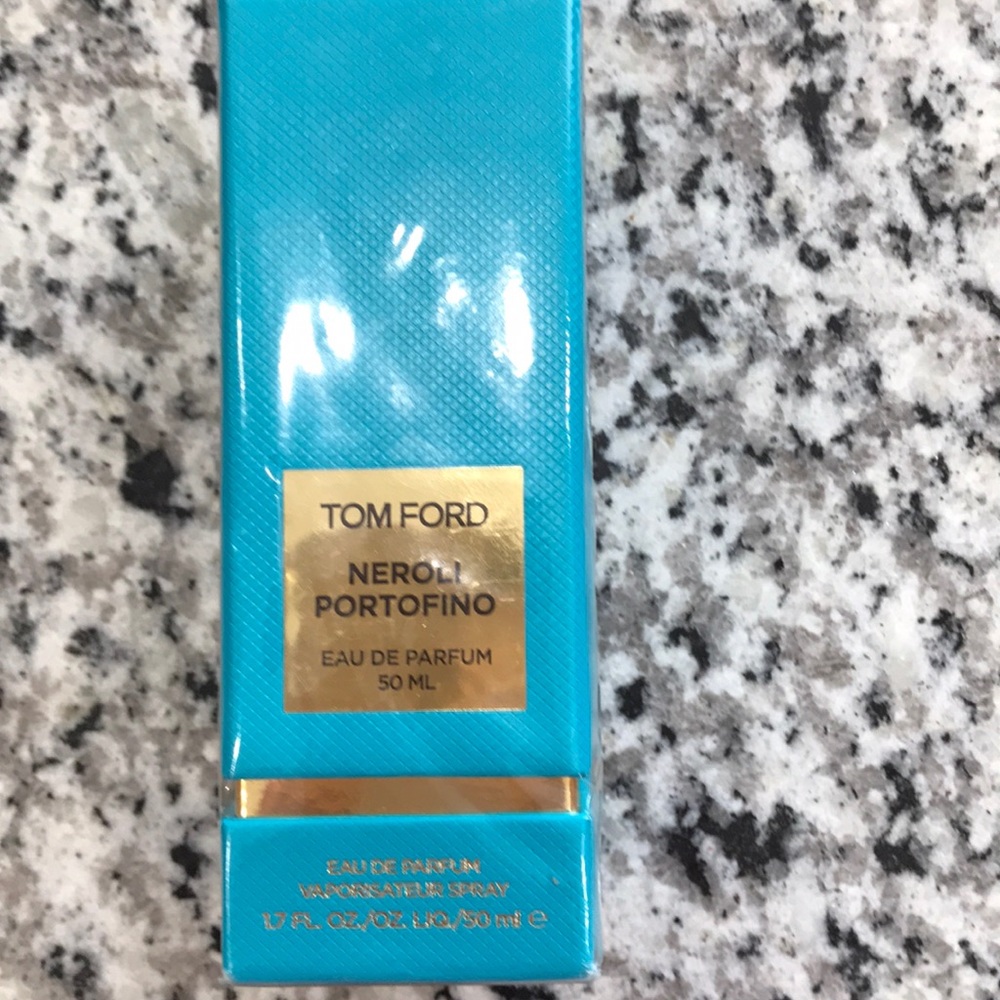 TOM FORD
NEROLI
PORTOFINO
EAU DE PARFUM
50 ML
EAU DE PARFUM
VAPORISATEUR SPRAY
1.7 FL. OZ./OZ. LIQ./50 ml ℮